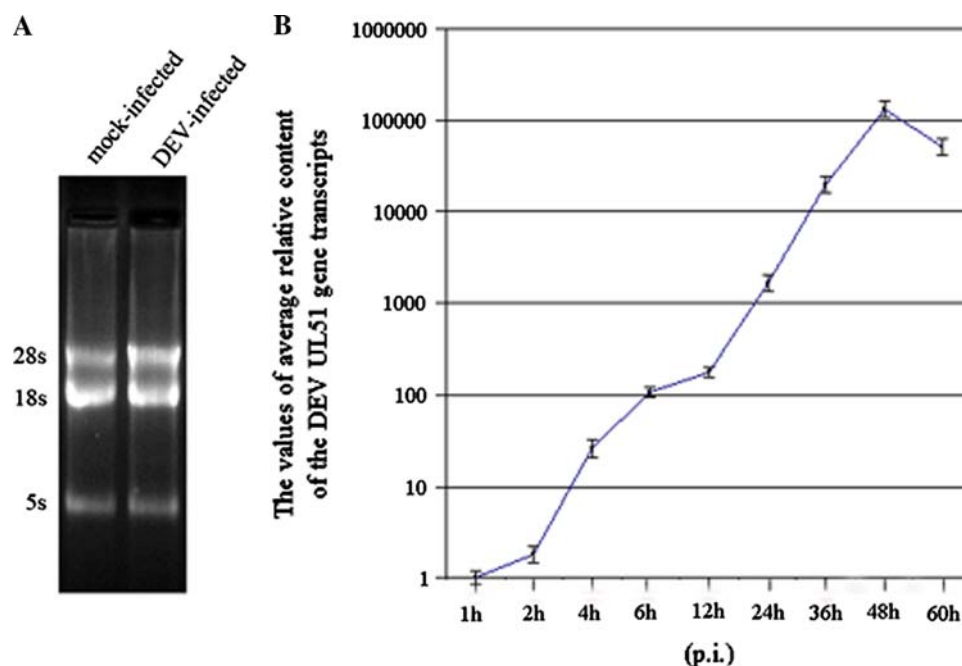 A
mock-infected
DEV-infected
28s
18s
5s
B
The values of average relative content
of the DEV UL51 gene transcripts
1000000
100000
10000
1000
100
10
1
1h 2h 4h 6h 12h 24h 36h 48h 60h
(p.i.)